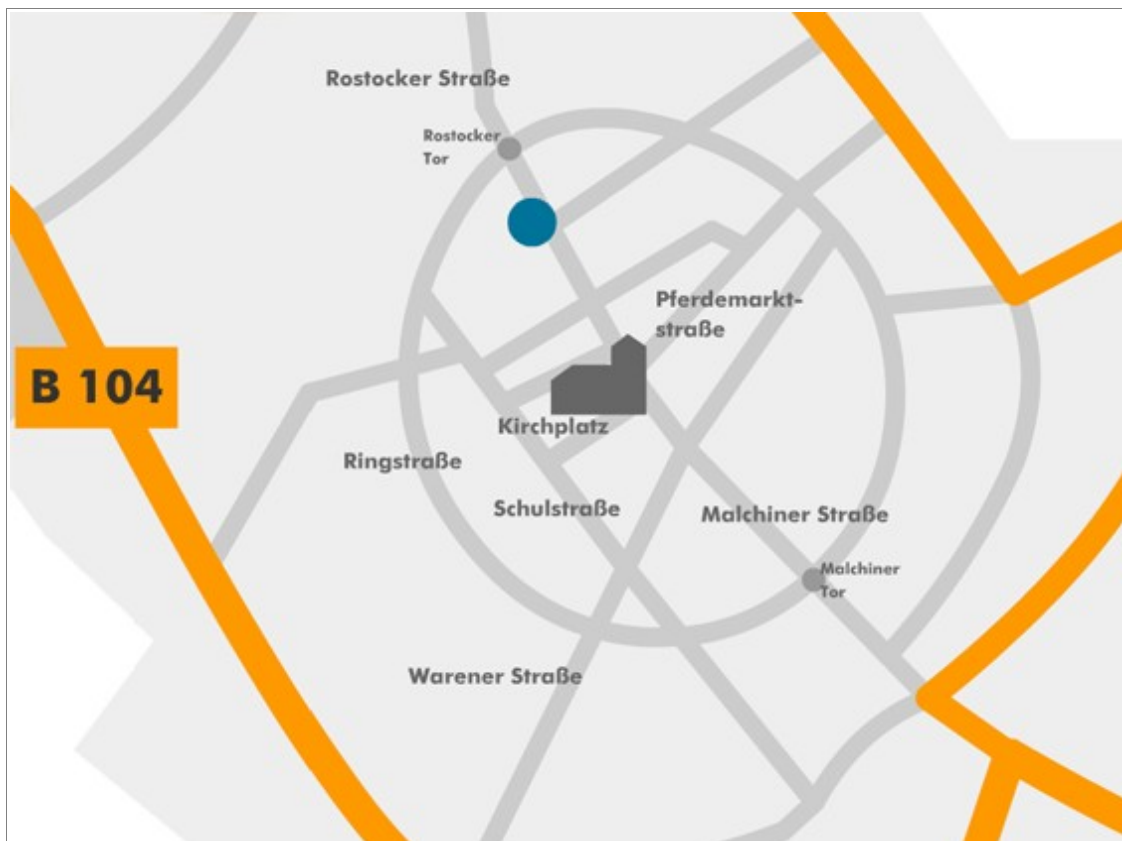 Rostocker Straße
Rostocker
Tor
Pferdemarkt-
straße
B 104
Kirchplatz
Ringstraße
Schulstraße
Malchiner Straße
Malchiner
Tor
Warener Straße